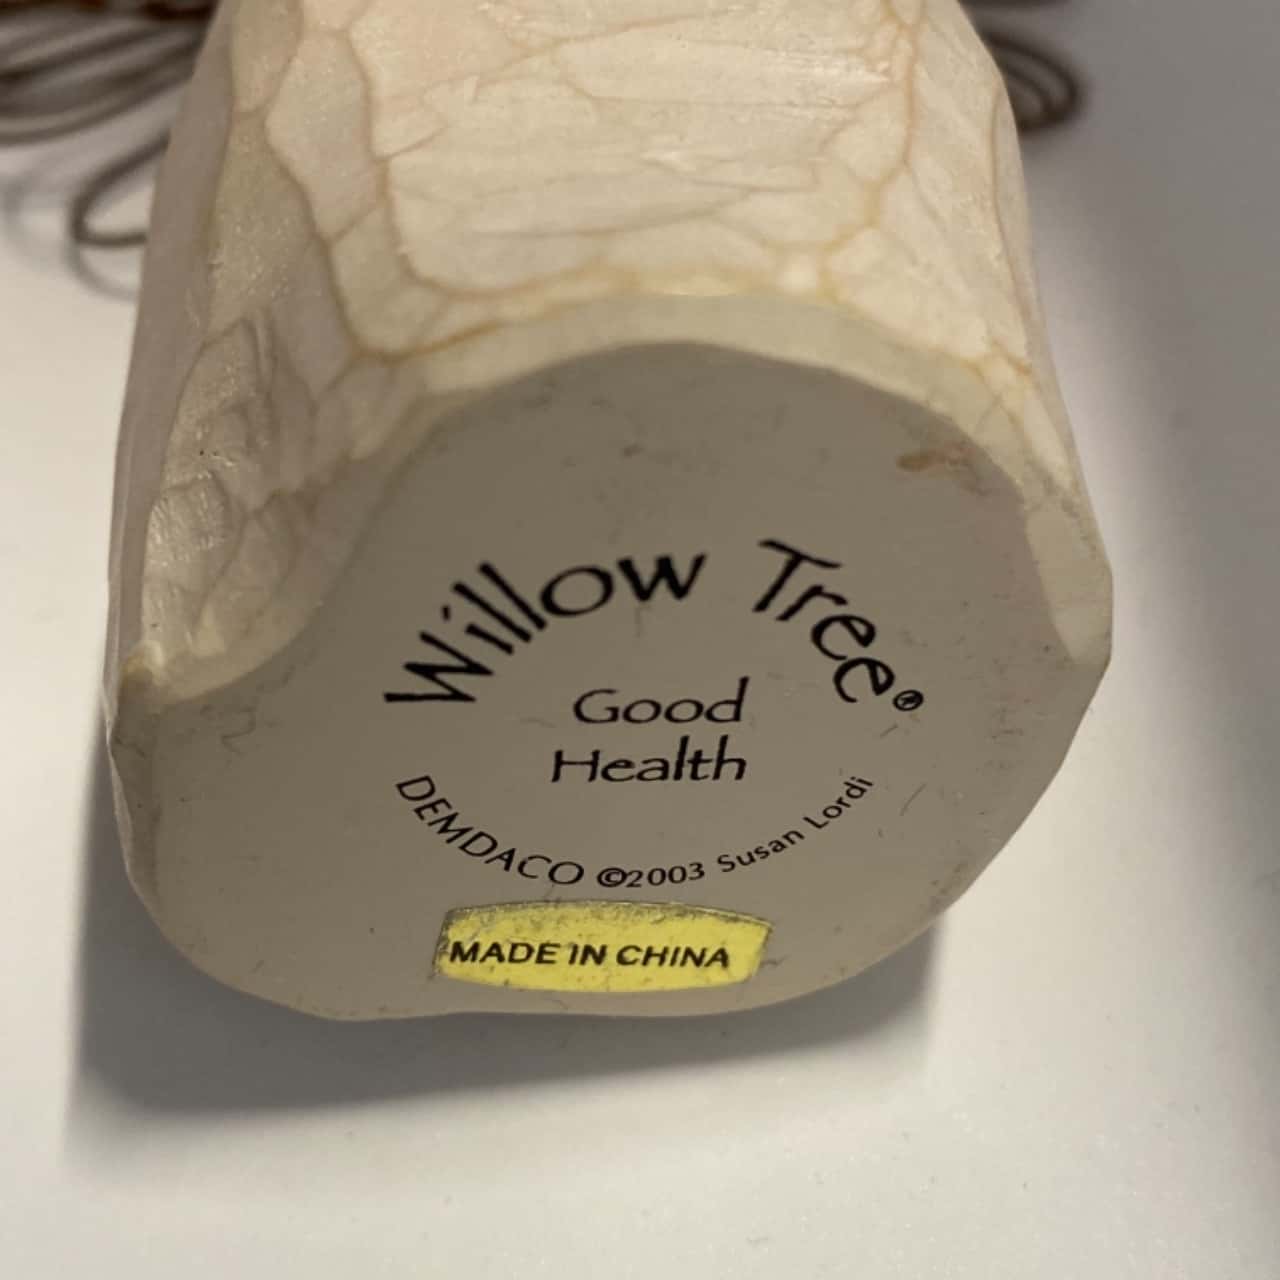 Willow Tree®
Good
Health
DEMDACO ©2003 Susan Lordi
MADE IN CHINA